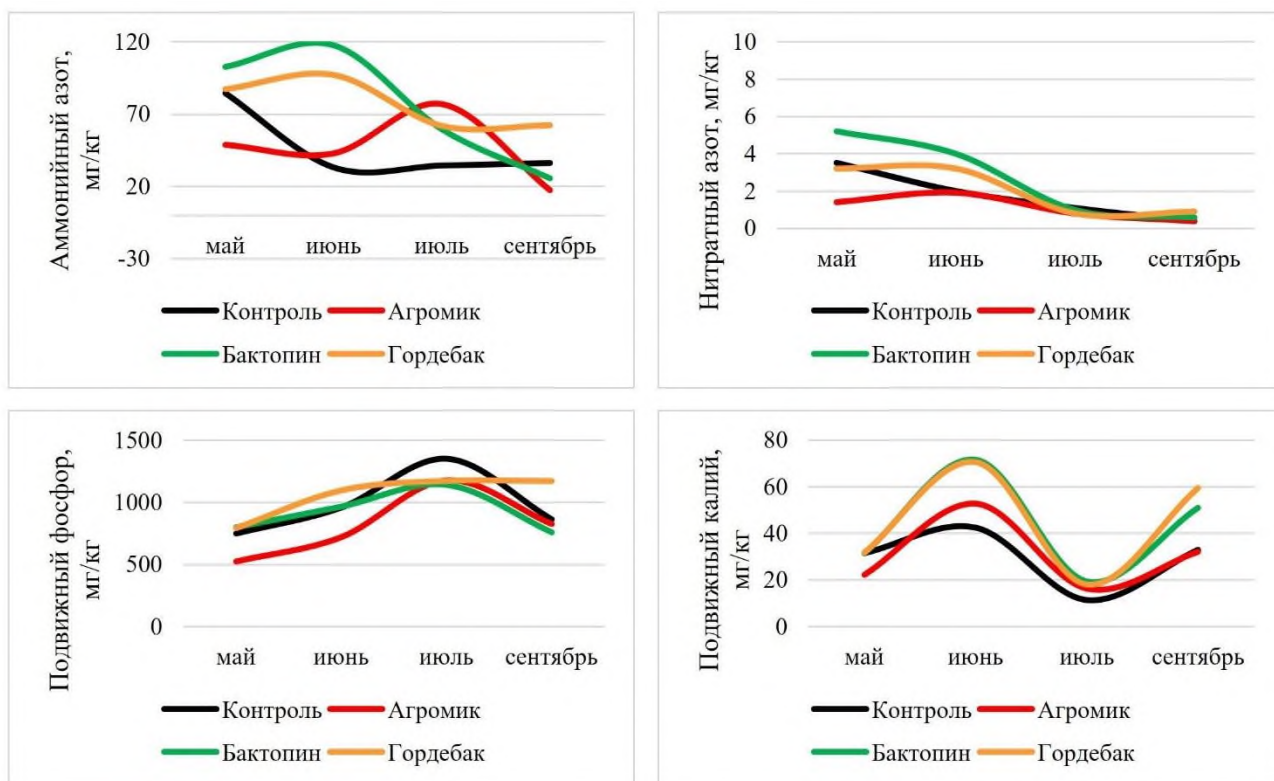 Аммонийный азот,
мг/кг
120
70
20
-30
май июнь июль сентябрь
Контроль Агромик
Бактопин Гордебак
Нитратный азот, мг/кг
10
8
6
4
2
0
май июнь июль сентябрь
Контроль Агромик
Бактопин Гордебак
Подвижный фосфор,
мг/кг
1500
1000
500
0
май июнь июль сентябрь
Контроль Агромик
Бактопин Гордебак
Подвижный калий,
мг/кг
80
60
40
20
0
май июнь июль сентябрь
Контроль Агромик
Бактопин Гордебак